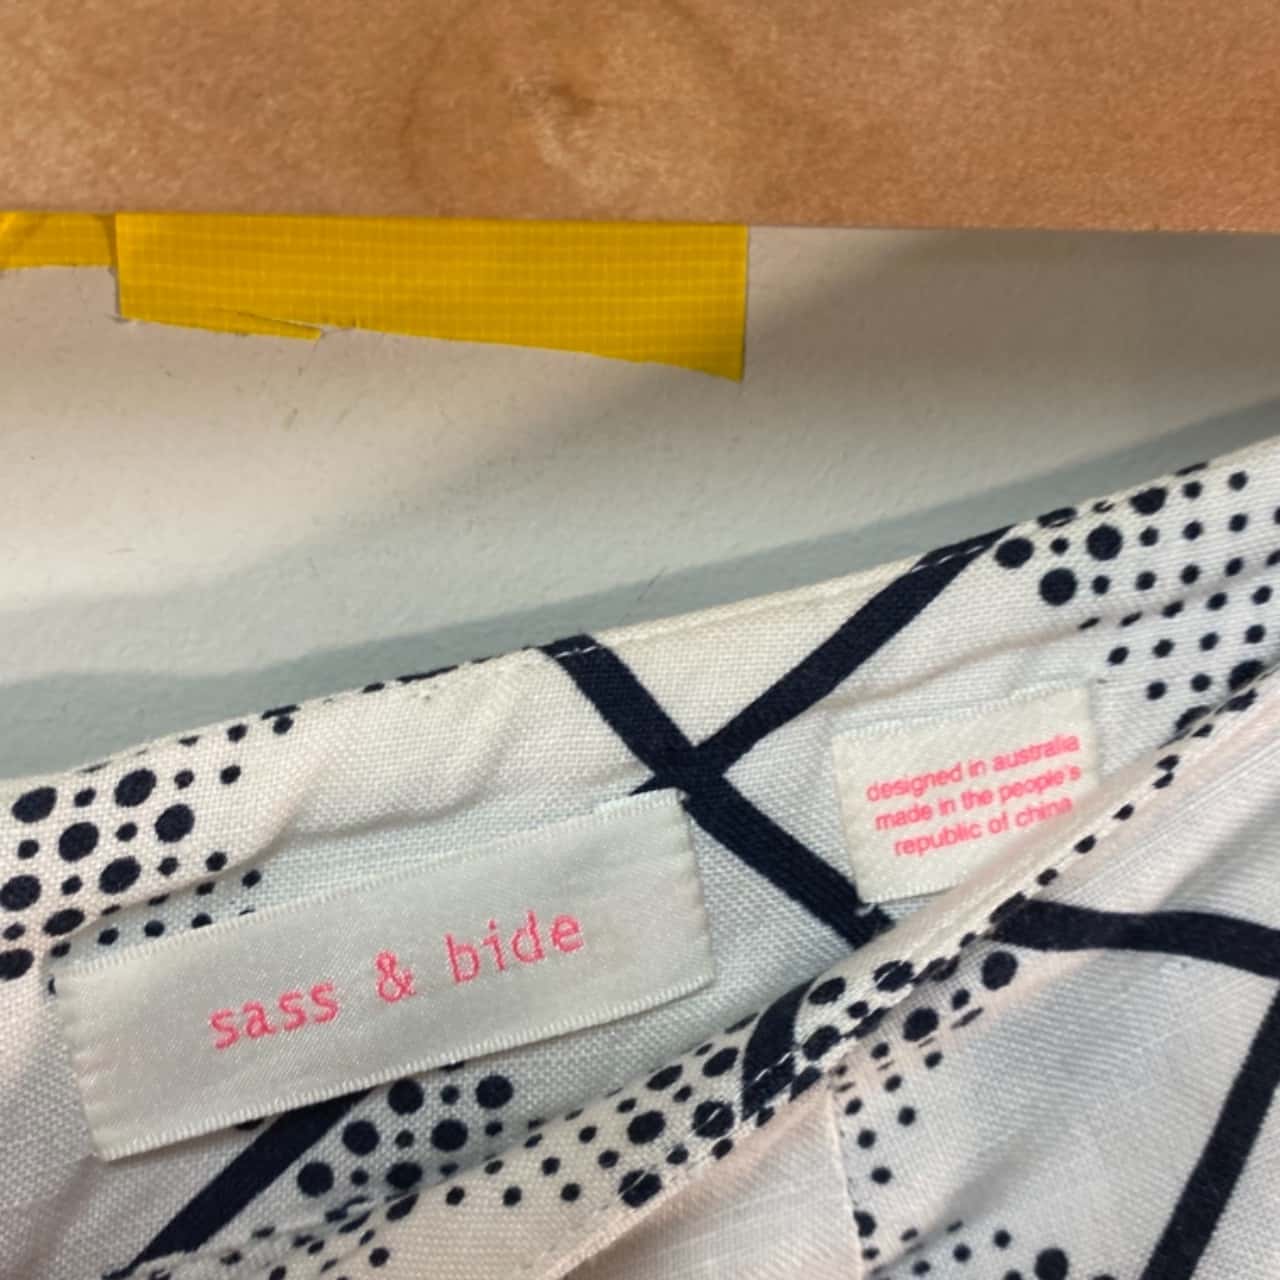 sass & bide
designed in australia
made in the people's
republic of china